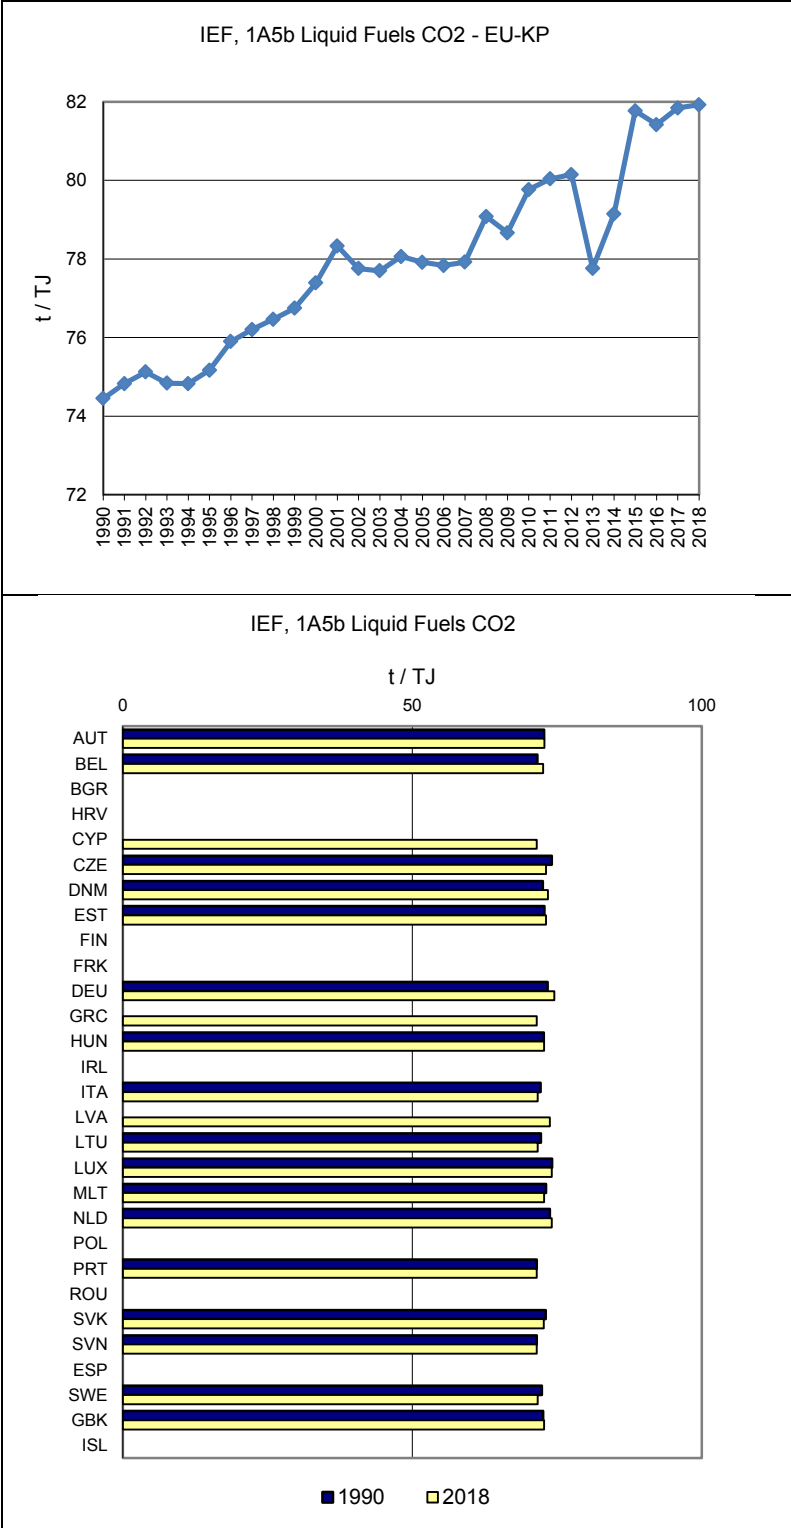 IEF, 1A5b Liquid Fuels CO2 - EU-KP
82
80
78
76
74
72
t / TJ
1990 1991 1992 1993 1994 1995 1996 1997 1998 1999 2000 2001 2002 2003 2004 2005 2006 2007 2008 2009 2010 2011 2012 2013 2014 2015 2016 2017 2018
IEF, 1A5b Liquid Fuels CO2
t / TJ
0 50 100
AUT
BEL
BGR
HRV
CYP
CZE
DNM
EST
FIN
FRK
DEU
GRC
HUN
IRL
ITA
LVA
LTU
LUX
MLT
NLD
POL
PRT
ROU
SVK
SVN
ESP
SWE
GBK
ISL
1990 2018